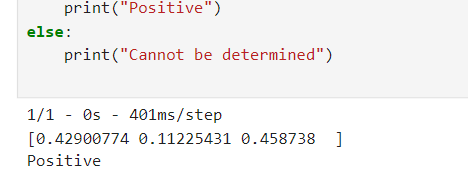 print("Positive")
else:
print("Cannot be determined")
1/1 - 0s - 401ms/step
[0.42900774 0.11225431 0.458738  ]
Positive